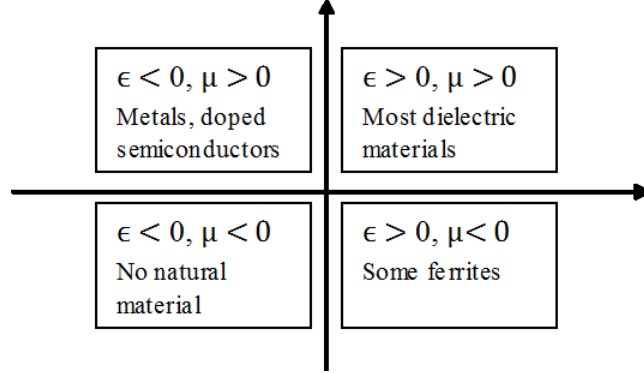 ϵ < 0, μ > 0
Metals, doped
semiconductors
ϵ > 0, μ > 0
Most dielectric
materials
ϵ < 0, μ < 0
No natural
material
ϵ > 0, μ< 0
Some ferrites